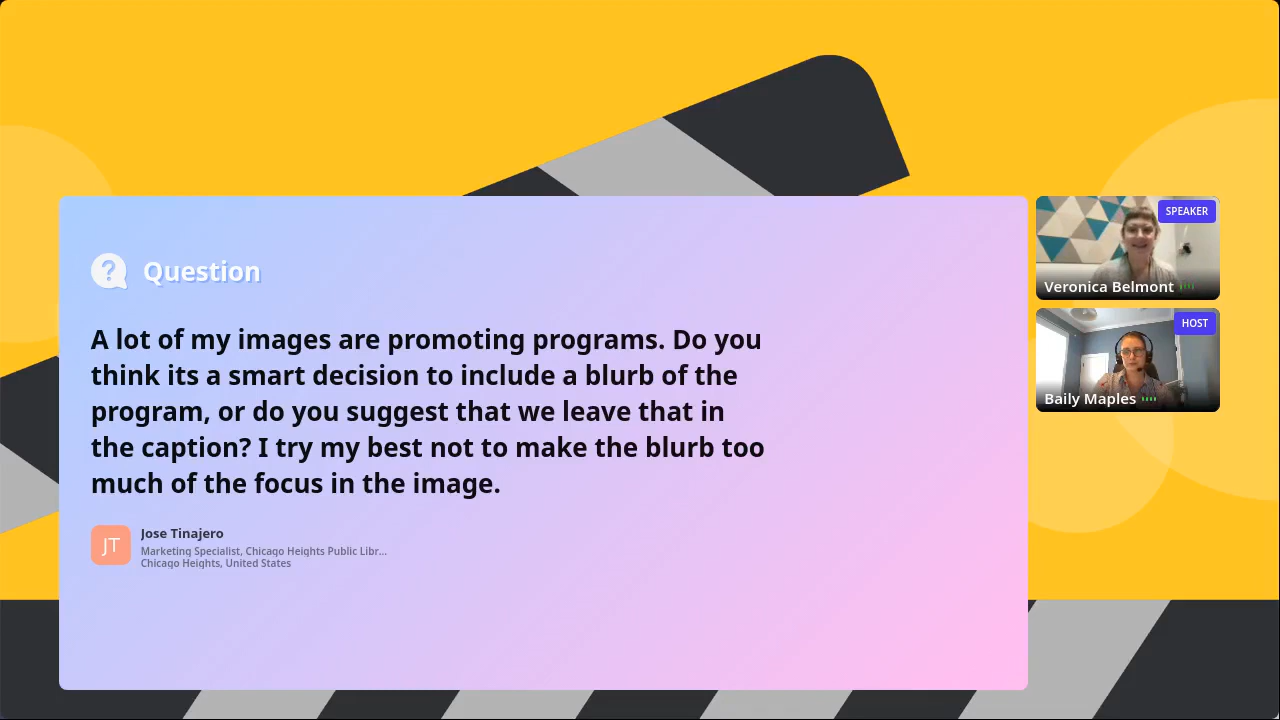 Question
A lot of my images are promoting programs. Do you
think its a smart decision to include a blurb of the
program, or do you suggest that we leave that in
the caption? I try my best not to make the blurb too
much of the focus in the image.
JT
Jose Tinajero
Marketing Specialist, Chicago Heights Public Libr...
Chicago Heights, United States
SPEAKER
Veronica Belmont
HOST
Baily Maples